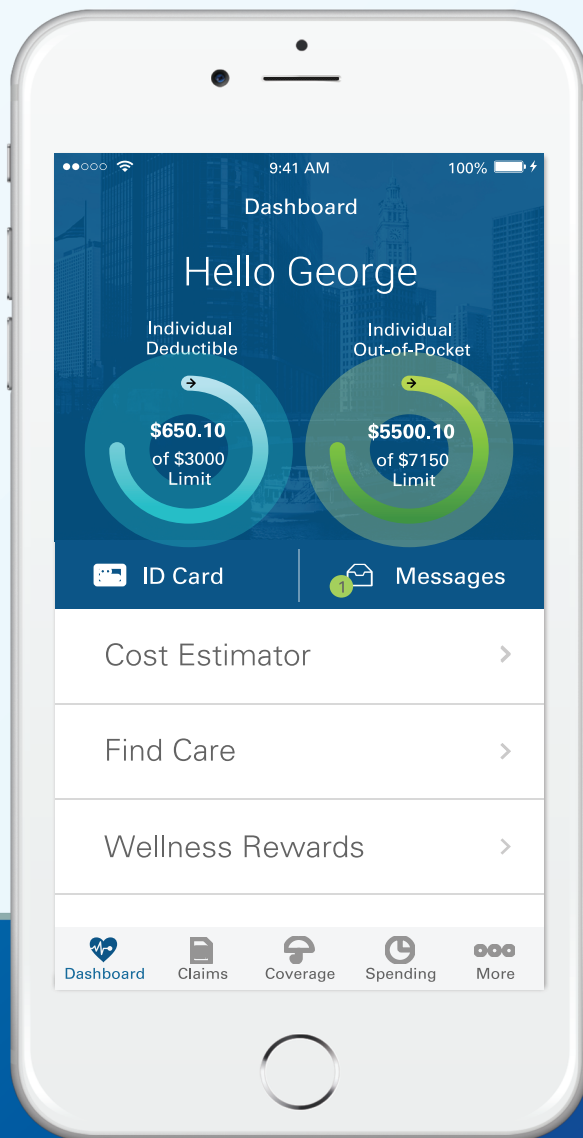 9:41 AM
100%
Dashboard
Hello George
Individual
Deductible
$650.10
of $3000
Limit
Individual
Out-of-Pocket
$5500.10
of $7150
Limit
ID Card
1
Messages
Cost Estimator
Find Care
Wellness Rewards
Dashboard
Claims
Coverage
Spending
More